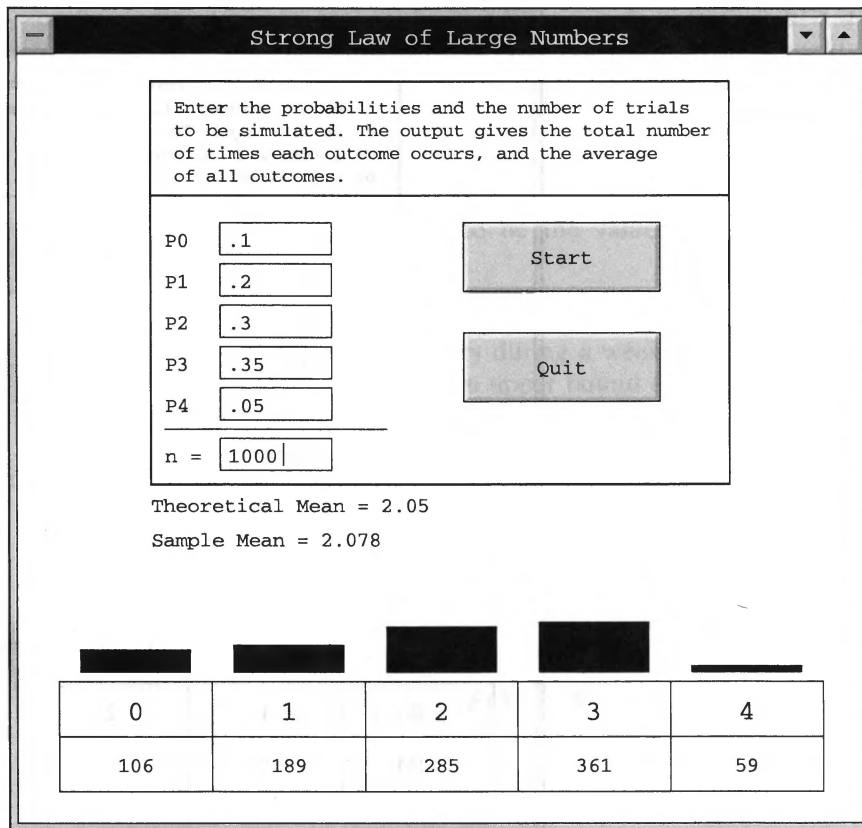 Strong Law of Large Numbers
Enter the probabilities and the number of trials
to be simulated. The output gives the total number
of times each outcome occurs, and the average
of all outcomes.
P0 .1
Start
P1 .2
P2 .3
P3 .35
Quit
P4 .05
n = 1000
Theoretical Mean = 2.05
Sample Mean = 2.078
0 1 2 3 4
106 189 285 361 59